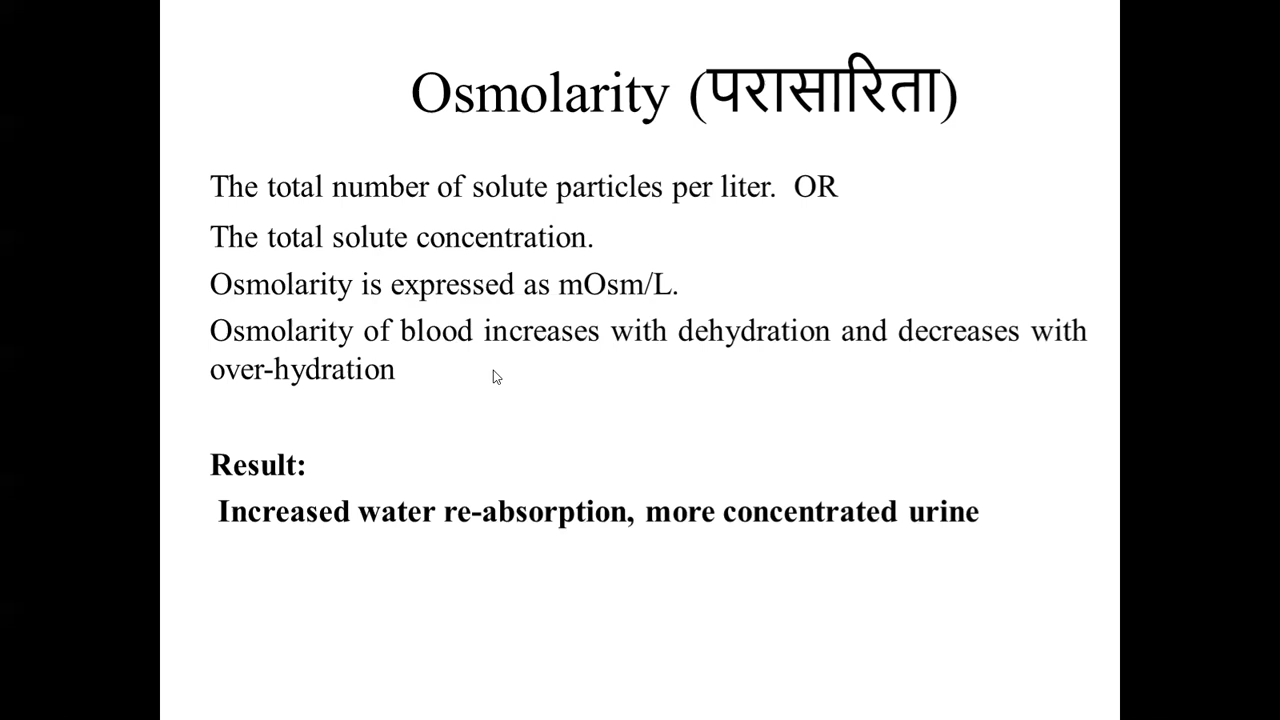 Osmolarity (परासारिता)
The total number of solute particles per liter.  OR
The total solute concentration.
Osmolarity is expressed as mOsm/L.
Osmolarity of blood increases with dehydration and decreases with
over-hydration
Result:
Increased water re-absorption, more concentrated urine